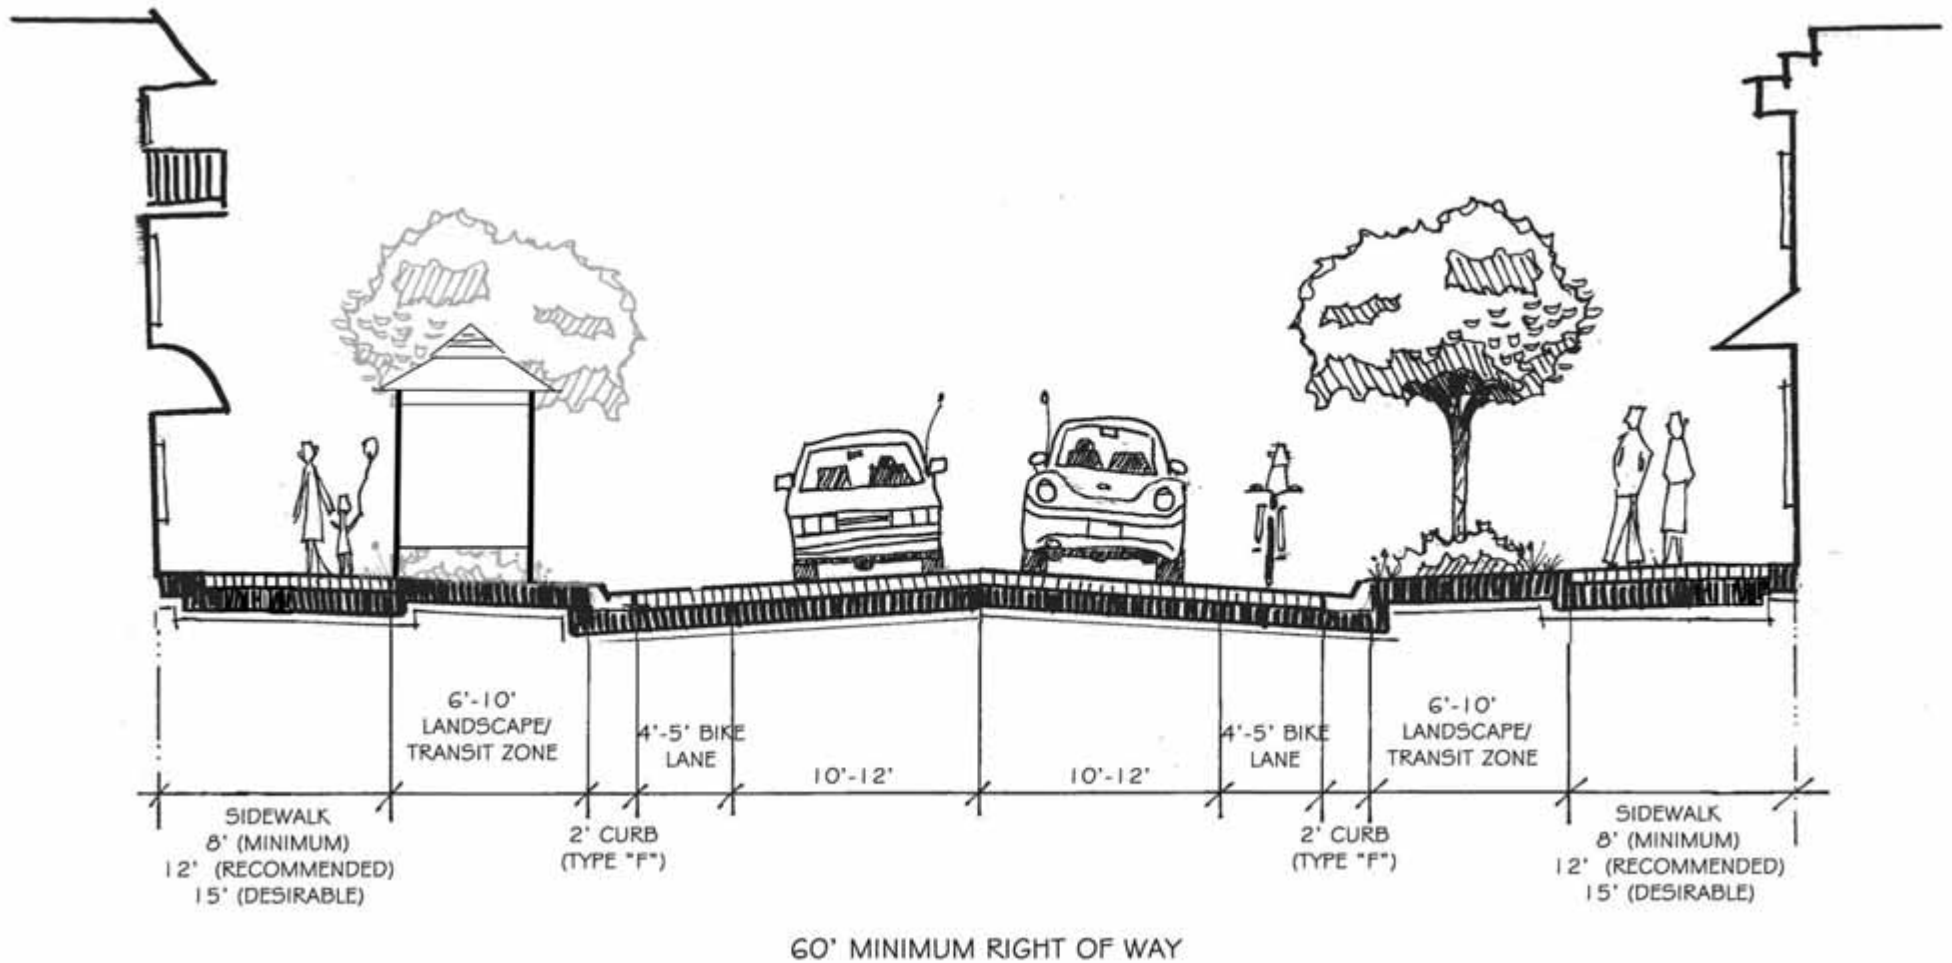 6'-10'
LANDSCAPE/
TRANSIT ZONE
4'-5' BIKE
LANE
10'-12'
10'-12'
4'-5' BIKE
LANE
6'-10'
LANDSCAPE/
TRANSIT ZONE
SIDEWALK
8' (MINIMUM)
12' (RECOMMENDED)
15' (DESIRABLE)
2' CURB
(TYPE "F")
2' CURB
(TYPE "F")
SIDEWALK
8' (MINIMUM)
12' (RECOMMENDED)
15' (DESIRABLE)
60' MINIMUM RIGHT OF WAY